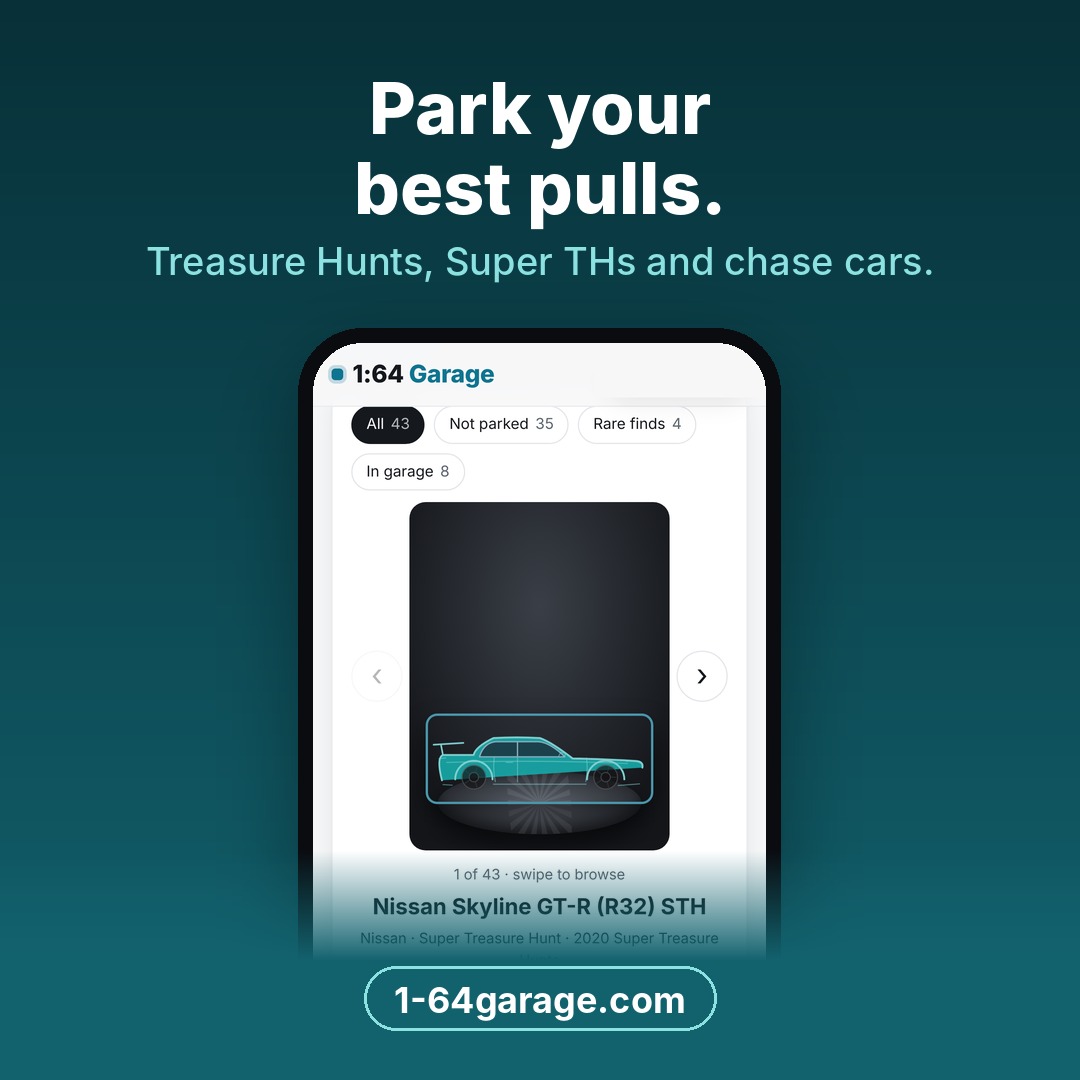 Park your
best pulls.
Treasure Hunts, Super THs and chase cars.
1:64 Garage
All 43
Not parked 35
Rare finds 4
In garage 8
1 of 43 · swipe to browse
Nissan Skyline GT-R (R32) STH
Nissan · Super Treasure Hunt · 2020 Super Treasure
1-64garage.com